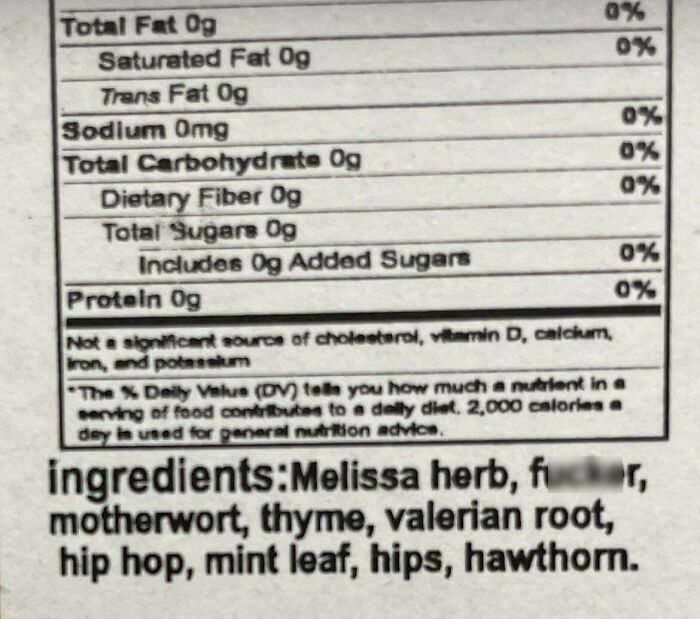 Total Fat 0g 0%
Saturated Fat 0g 0%
Trans Fat 0g
Sodium 0mg 0%
Total Carbohydrate 0g 0%
Dietary Fiber 0g 0%
Total Sugars 0g
Includes 0g Added Sugars 0%
Protein 0g 0%
Not a significant source of cholesterol, vitamin D, calcium,
iron, and potassium
*The % Daily Value (DV) tells you how much a nutrient in a
serving of food contributes to a daily diet. 2,000 calories a
day is used for general nutrition advice.
ingredients:Melissa herb,
motherwort, thyme, valerian root,
hip hop, mint leaf, hips, hawthorn.